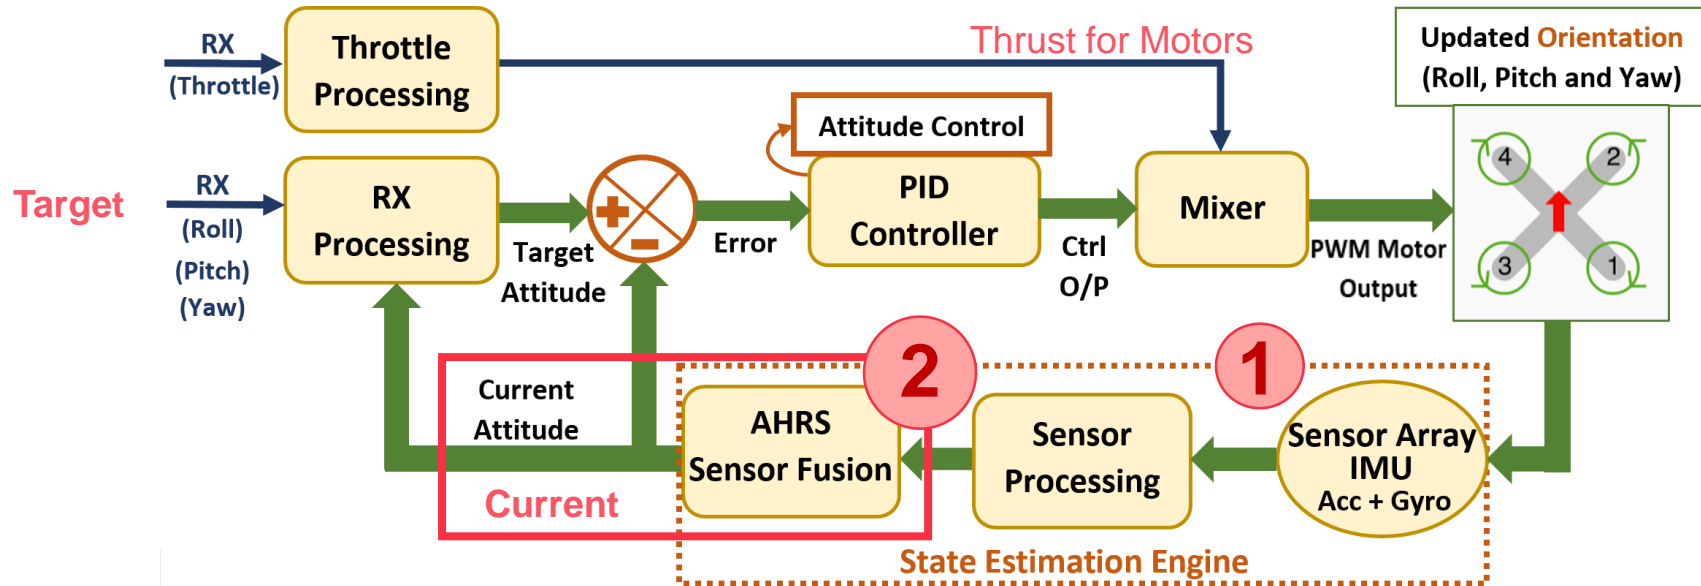 RX
(Throttle)
Throttle
Processing
Thrust for Motors
Updated Orientation
(Roll, Pitch and Yaw)
Attitude Control
Target
RX
(Roll)
(Pitch)
(Yaw)
RX
Processing
Target
Attitude
+
-
Error
PID
Controller
Ctrl
O/P
Mixer
PWM Motor
Output
4
2
3
1
Current
Attitude
Current
2
AHRS
Sensor Fusion
Sensor
Processing
1
Sensor Array
IMU
Acc + Gyro
State Estimation Engine